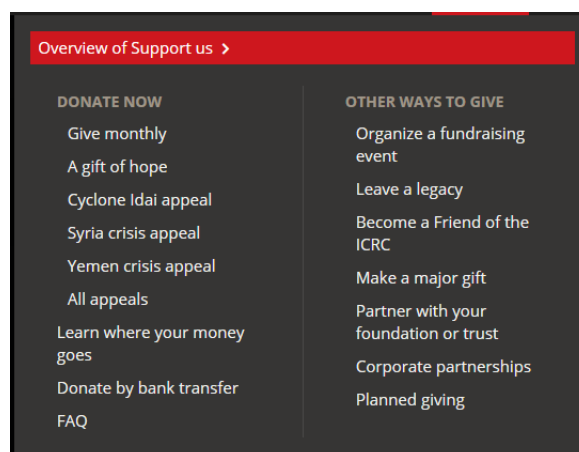 Overview of Support us >
DONATE NOW
Give monthly
A gift of hope
Cyclone Idai appeal
Syria crisis appeal
Yemen crisis appeal
All appeals
Learn where your money
goes
Donate by bank transfer
FAQ
OTHER WAYS TO GIVE
Organize a fundraising
event
Leave a legacy
Become a Friend of the
ICRC
Make a major gift
Partner with your
foundation or trust
Corporate partnerships
Planned giving